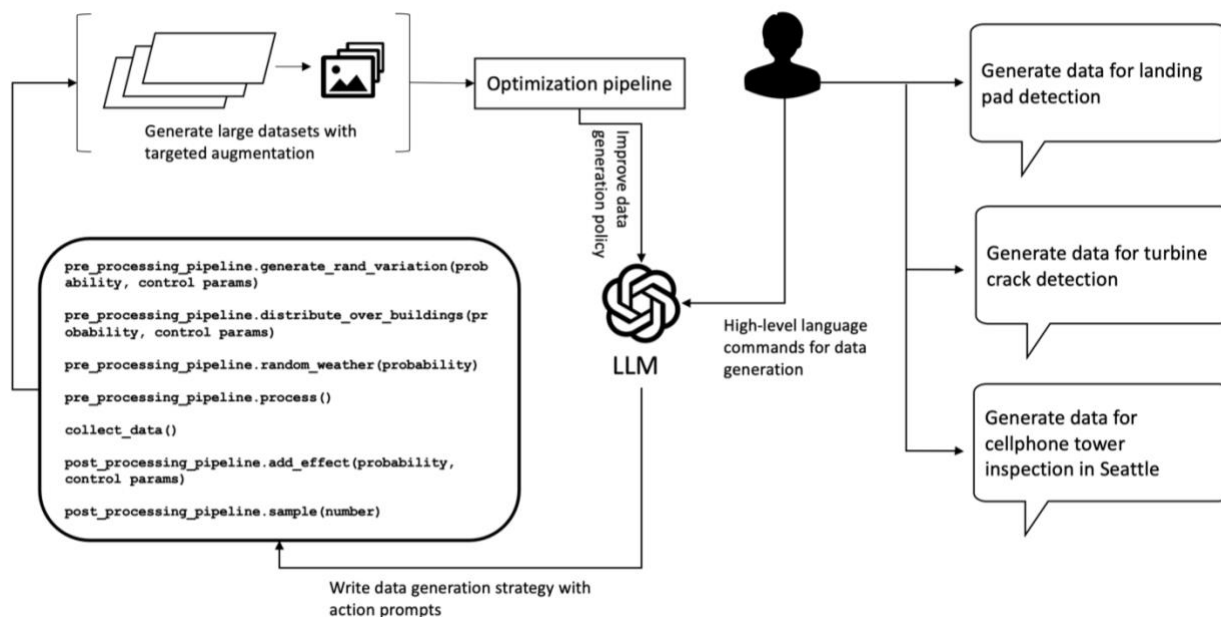 Generate large datasets with
targeted augmentation
Optimization pipeline
Improve data
generation policy
Generate data for landing
pad detection
Generate data for turbine
crack detection
Generate data for
cellphone tower
inspection in Seattle
High-level language
commands for data
generation
LLM
pre_processing_pipeline.generate_rand_variation(prob
ability, control params)
pre_processing_pipeline.distribute_over_buildings(pr
obability, control params)
pre_processing_pipeline.random_weather(probability)
pre_processing_pipeline.process()
collect_data()
post_processing_pipeline.add_effect(probability,
control params)
post_processing_pipeline.sample(number)
Write data generation strategy with
action prompts